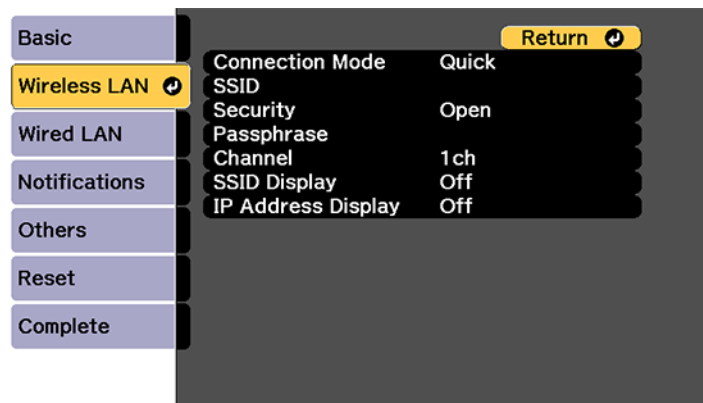 Basic
Wireless LAN
Wired LAN
Notifications
Others
Reset
Complete
Return
Connection Mode Quick
SSID
Security Open
Passphrase
Channel 1ch
SSID Display Off
IP Address Display Off